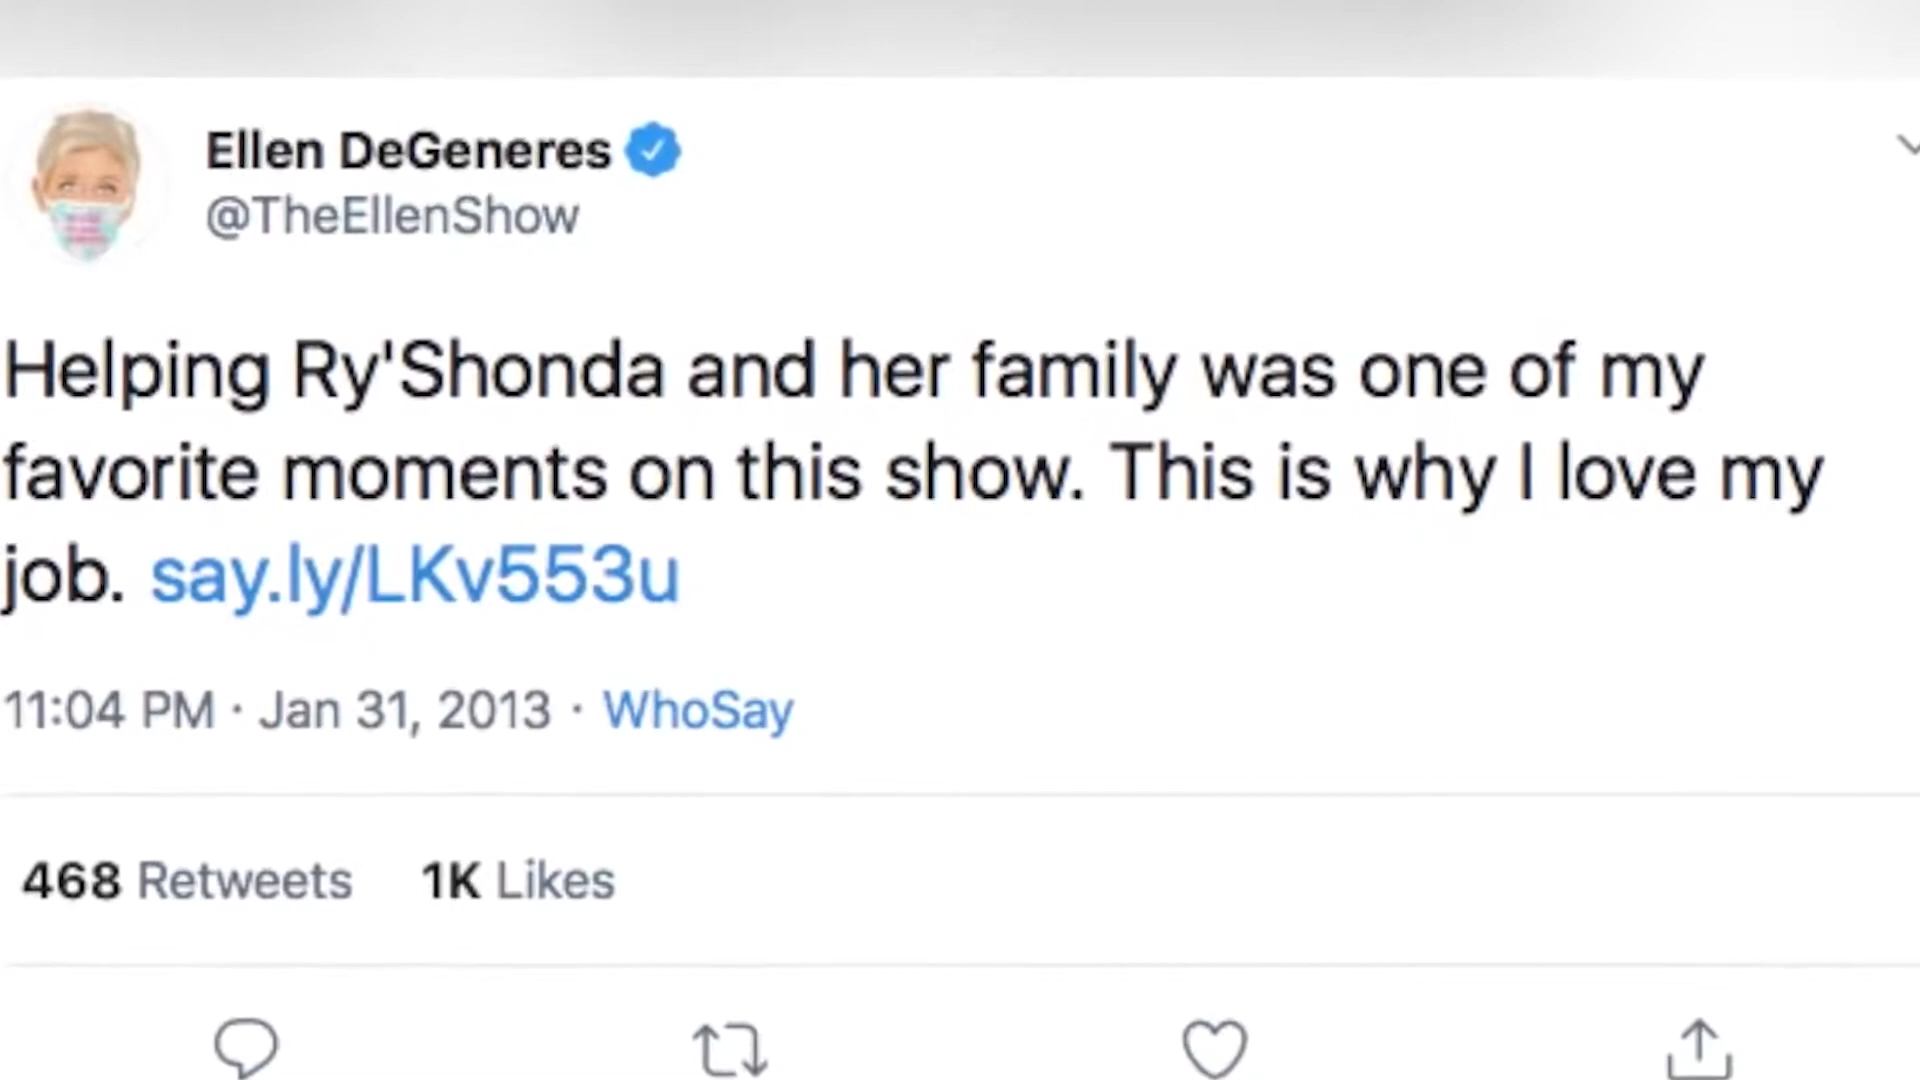 Ellen DeGeneres
@TheEllenShow
Helping Ry'Shonda and her family was one of my
favorite moments on this show. This is why I love my
job. say.ly/LKv553u
11:04 PM · Jan 31, 2013 · WhoSay
468 Retweets 1K Likes